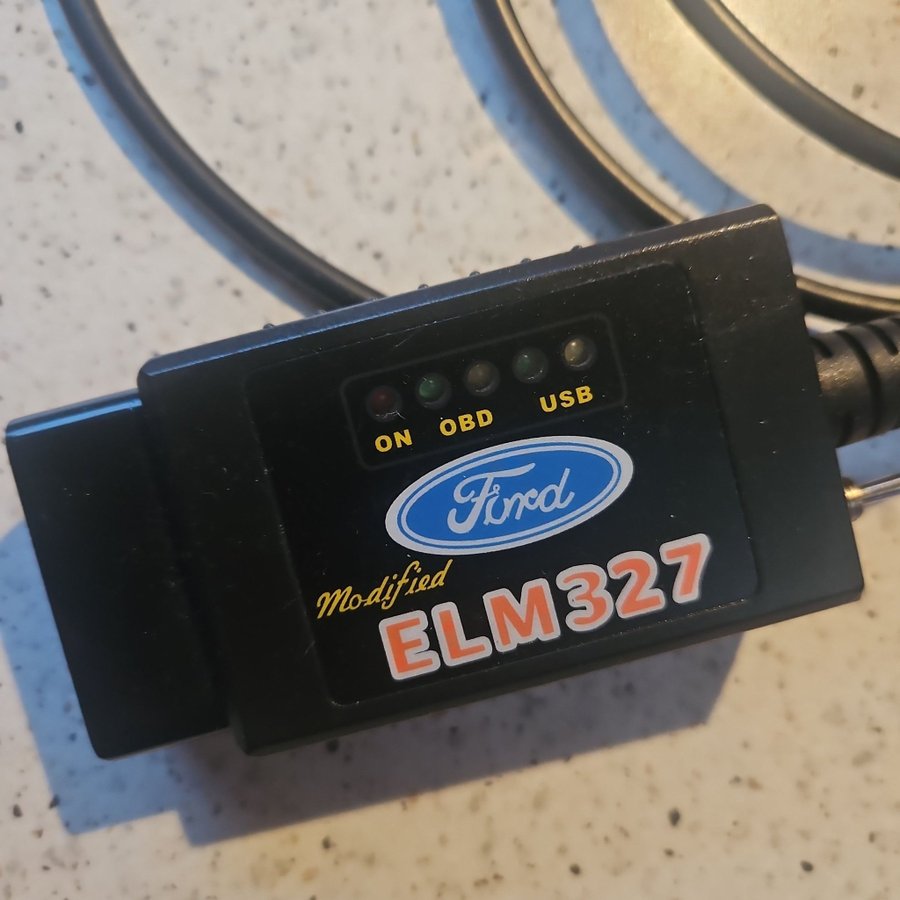 ON OBD USB
Ford
Modified
ELM327